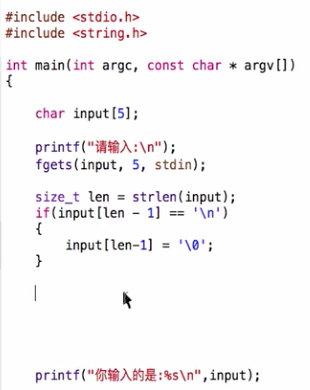 #include <stdio.h>
#include <string.h>
int main(int argc, const char * argv[])
{
char input[5];
printf("请输入:\n");
fgets(input, 5, stdin);
size_t len = strlen(input);
if(input[len - 1] == '\n')
{
input[len-1] = '\0';
}
printf("你输入的是:%s\n",input);